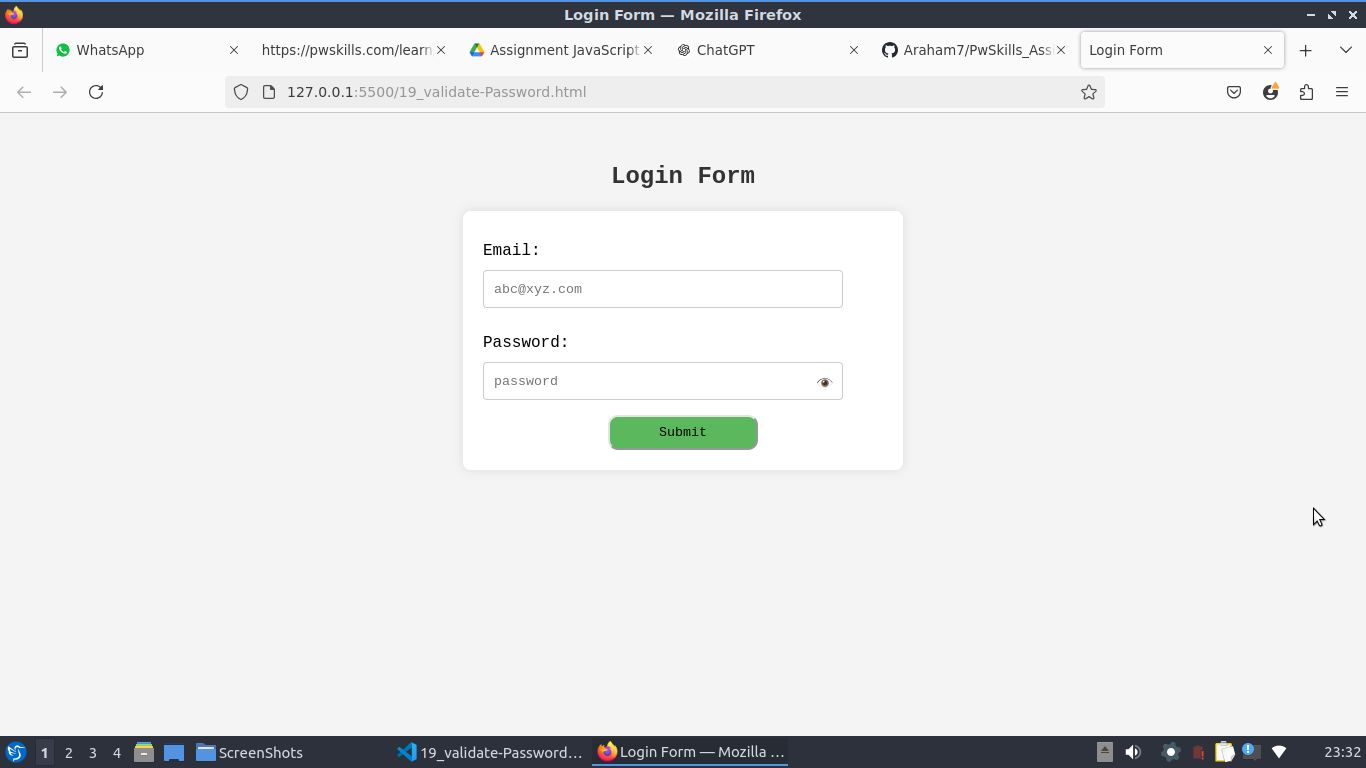 Login Form — Mozilla Firefox
WhatsApp
https://pwskills.com/learn
Assignment JavaScript
ChatGPT
Araham7/PwSkills_Ass
Login Form
127.0.0.1:5500/19_validate-Password.html
Login Form
Email:
abc@xyz.com
Password:
password
Submit
1 2 3 4 ScreenShots 19_validate-Password... Login Form — Mozilla ... 23:32